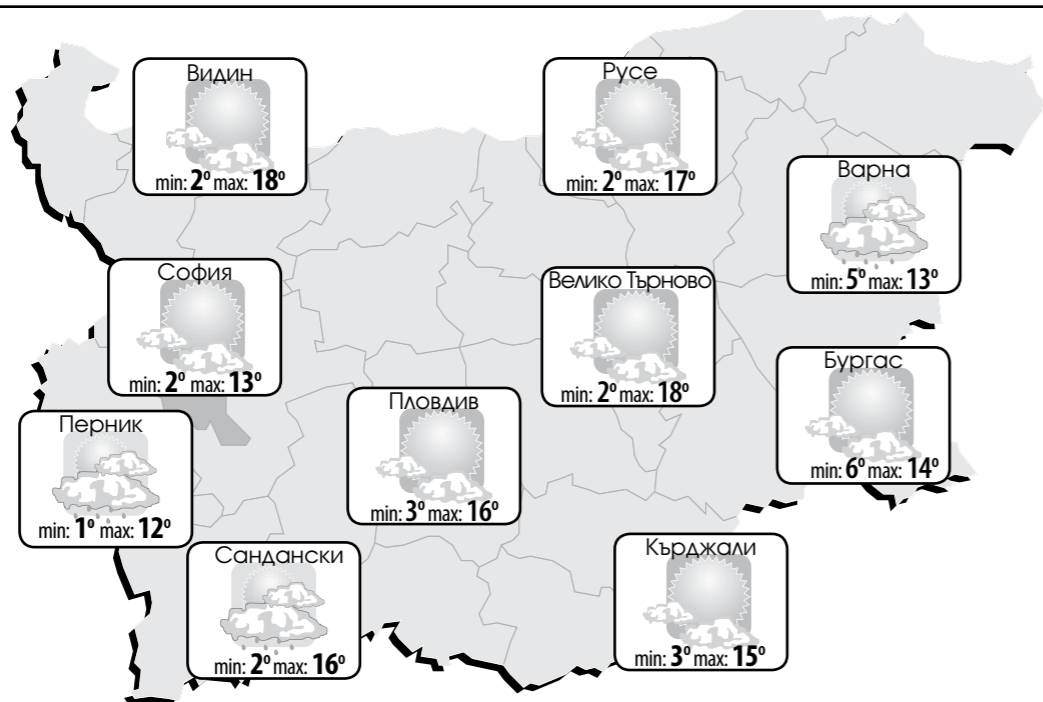 Видин
min: 2º max: 18º
Русе
min: 2º max: 17º
Варна
min: 5º max: 13º
София
min: 2º max: 13º
Велико Търново
min: 2º max: 18º
Бургас
min: 6º max: 14º
Пловдив
min: 3º max: 16º
Перник
min: 1º max: 12º
Сандански
min: 2º max: 16º
Кърджали
min: 3º max: 15º